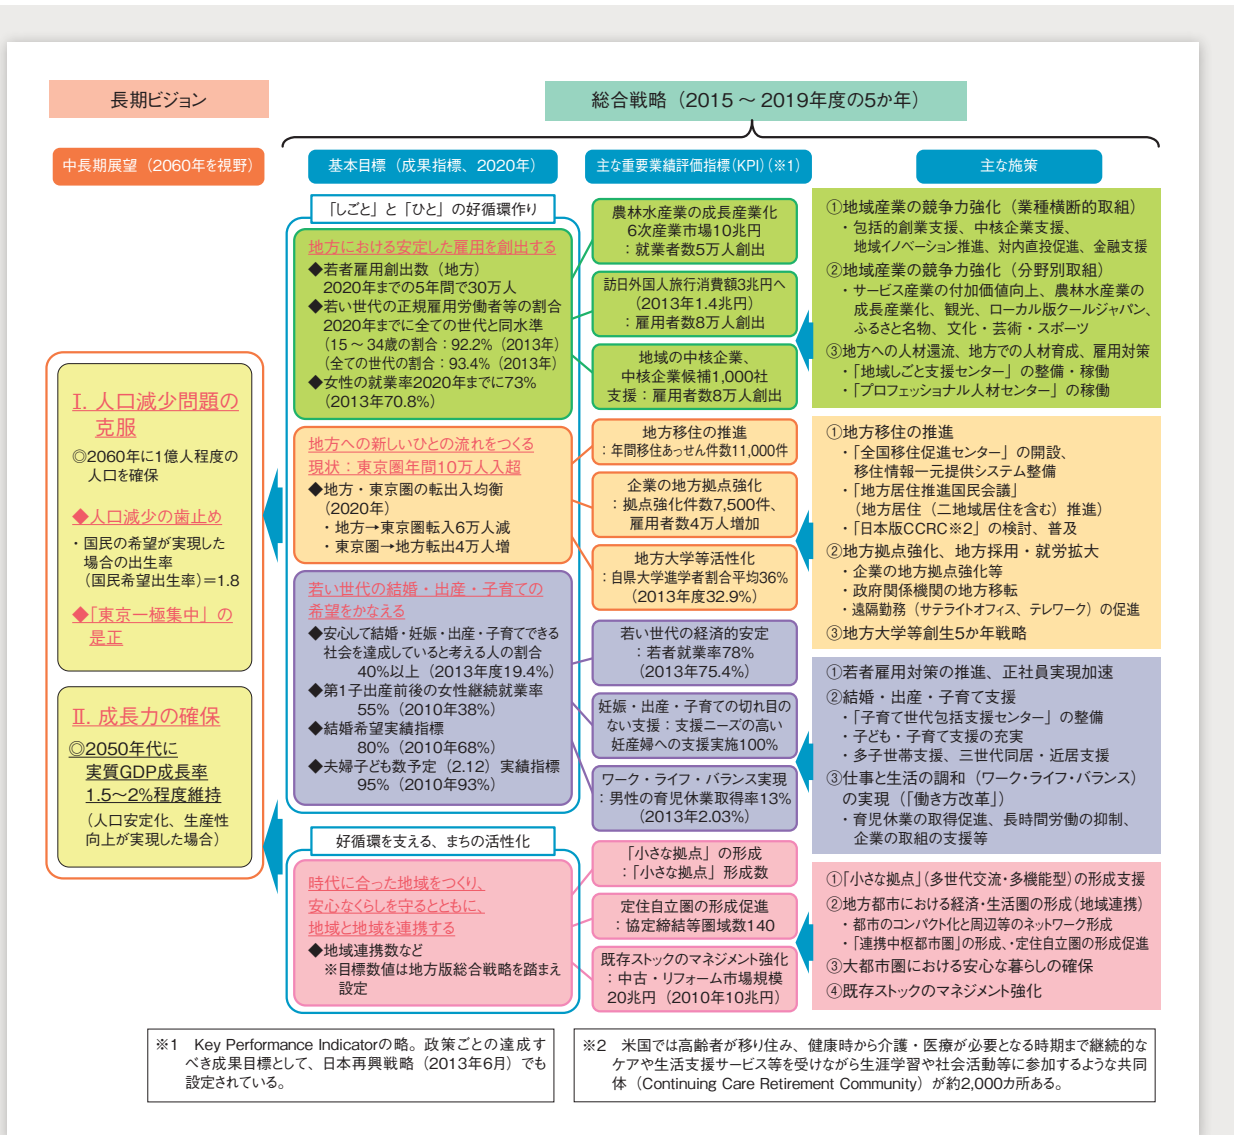 長期ビジョン
総合戦略（2015～2019年度の5か年）
中長期展望（2060年を視野）
基本目標（成果指標、2020年）
主な重要業績評価指標(KPI)(※1)
主な施策
「しごと」と「ひと」の好循環作り
地方における安定した雇用を創出する
◆若者雇用創出数（地方）
2020年までの5年間で30万人
◆若い世代の正規雇用労働者等の割合
2020年までに全ての世代と同水準
(15～34歳の割合：92.2%（2013年）
(全ての世代の割合：93.4%（2013年）
◆女性の就業率2020年までに73%
（2013年70.8%）
農林水産業の成長産業化
6次産業市場10兆円
：就業者数5万人創出
訪日外国人旅行消費額3兆円へ
（2013年1.4兆円）
：雇用者数8万人創出
地域の中核企業、
中核企業候補1,000社
支援：雇用者数8万人創出
①地域産業の競争力強化（業種横断的取組）
・包括的創業支援、中核企業支援、
地域イノベーション推進、対内直投促進、金融支援
②地域産業の競争力強化（分野別取組）
・サービス産業の付加価値向上、農林水産業の
成長産業化、観光、ローカル版クールジャパン、
ふるさと名物、文化・芸術・スポーツ
③地方への人材還流、地方での人材育成、雇用対策
・「地域しごと支援センター」の整備・稼働
・「プロフェッショナル人材センター」の稼働
Ⅰ. 人口減少問題の
克服
◎2060年に1億人程度の
人口を確保
◆人口減少の歯止め
・国民の希望が実現した
場合の出生率
（国民希望出生率）＝1.8
◆「東京一極集中」の
是正
Ⅱ. 成長力の確保
◎2050年代に
実質GDP成長率
1.5～2%程度維持
（人口安定化、生産性
向上が実現した場合）
地方への新しいひとの流れをつくる
現状：東京圏年間10万人入超
◆地方・東京圏の転出入均衡
（2020年）
・地方→東京圏転入6万人減
・東京圏→地方転出4万人増
地方移住の推進
：年間移住あっせん件数11,000件
企業の地方拠点強化
：拠点強化件数7,500件、
雇用者数4万人増加
地方大学等活性化
：自県大学進学者割合平均36%
（2013年度32.9%）
①地方移住の推進
・「全国移住促進センター」の開設、
移住情報一元提供システム整備
・「地方居住推進国民会議」
（地方居住（二地域居住を含む）推進）
・「日本版CCRC※2」の検討、普及
②地方拠点強化、地方採用・就労拡大
・企業の地方拠点強化等
・政府関係機関の地方移転
・遠隔勤務（サテライトオフィス、テレワーク）の促進
③地方大学等創生5か年戦略
若い世代の結婚・出産・子育ての
希望をかなえる
◆安心して結婚・妊娠・出産・子育てできる
社会を達成していると考える人の割合
40%以上（2013年度19.4%）
◆第1子出産前後の女性継続就業率
55%（2010年38%）
◆結婚希望実績指標
80%（2010年68%）
◆夫婦子ども数予定（2.12）実績指標
95%（2010年93%）
若い世代の経済的安定
：若者就業率78%
（2013年75.4%）
妊娠・出産・子育ての切れ目の
ない支援：支援ニーズの高い
妊産婦への支援実施100%
ワーク・ライフ・バランス実現
：男性の育児休業取得率13%
（2013年2.03%）
①若者雇用対策の推進、正社員実現加速
②結婚・出産・子育て支援
・「子育て世代包括支援センター」の整備
・子ども・子育て支援の充実
・多子世帯支援、三世代同居・近居支援
③仕事と生活の調和（ワーク・ライフ・バランス）
の実現（「働き方改革」）
・育児休業の取得促進、長時間労働の抑制、
企業の取組の支援等
好循環を支える、まちの活性化
時代に合った地域をつくり、
安心なくらしを守るとともに、
地域と地域を連携する
◆地域連携数など
※目標数値は地方版総合戦略を踏まえ
設定
「小さな拠点」の形成
：「小さな拠点」形成数
定住自立圏の形成促進
：協定締結等圏域数140
既存ストックのマネジメント強化
：中古・リフォーム市場規模
20兆円（2010年10兆円）
①「小さな拠点」（多世代交流・多機能型）の形成支援
②地方都市における経済・生活圏の形成（地域連携）
・都市のコンパクト化と周辺等のネットワーク形成
・「連携中枢都市圏」の形成、・定住自立圏の形成促進
③大都市圏における安心な暮らしの確保
④既存ストックのマネジメント強化
※1　Key Performance Indicatorの略。政策ごとの達成す
べき成果目標として、日本再興戦略（2013年6月）でも
設定されている。
※2　米国では高齢者が移り住み、健康時から介護・医療が必要となる時期まで継続的な
ケアや生活支援サービス等を受けながら生涯学習や社会活動等に参加するような共同
体（Continuing Care Retirement Community）が約2,000カ所ある。